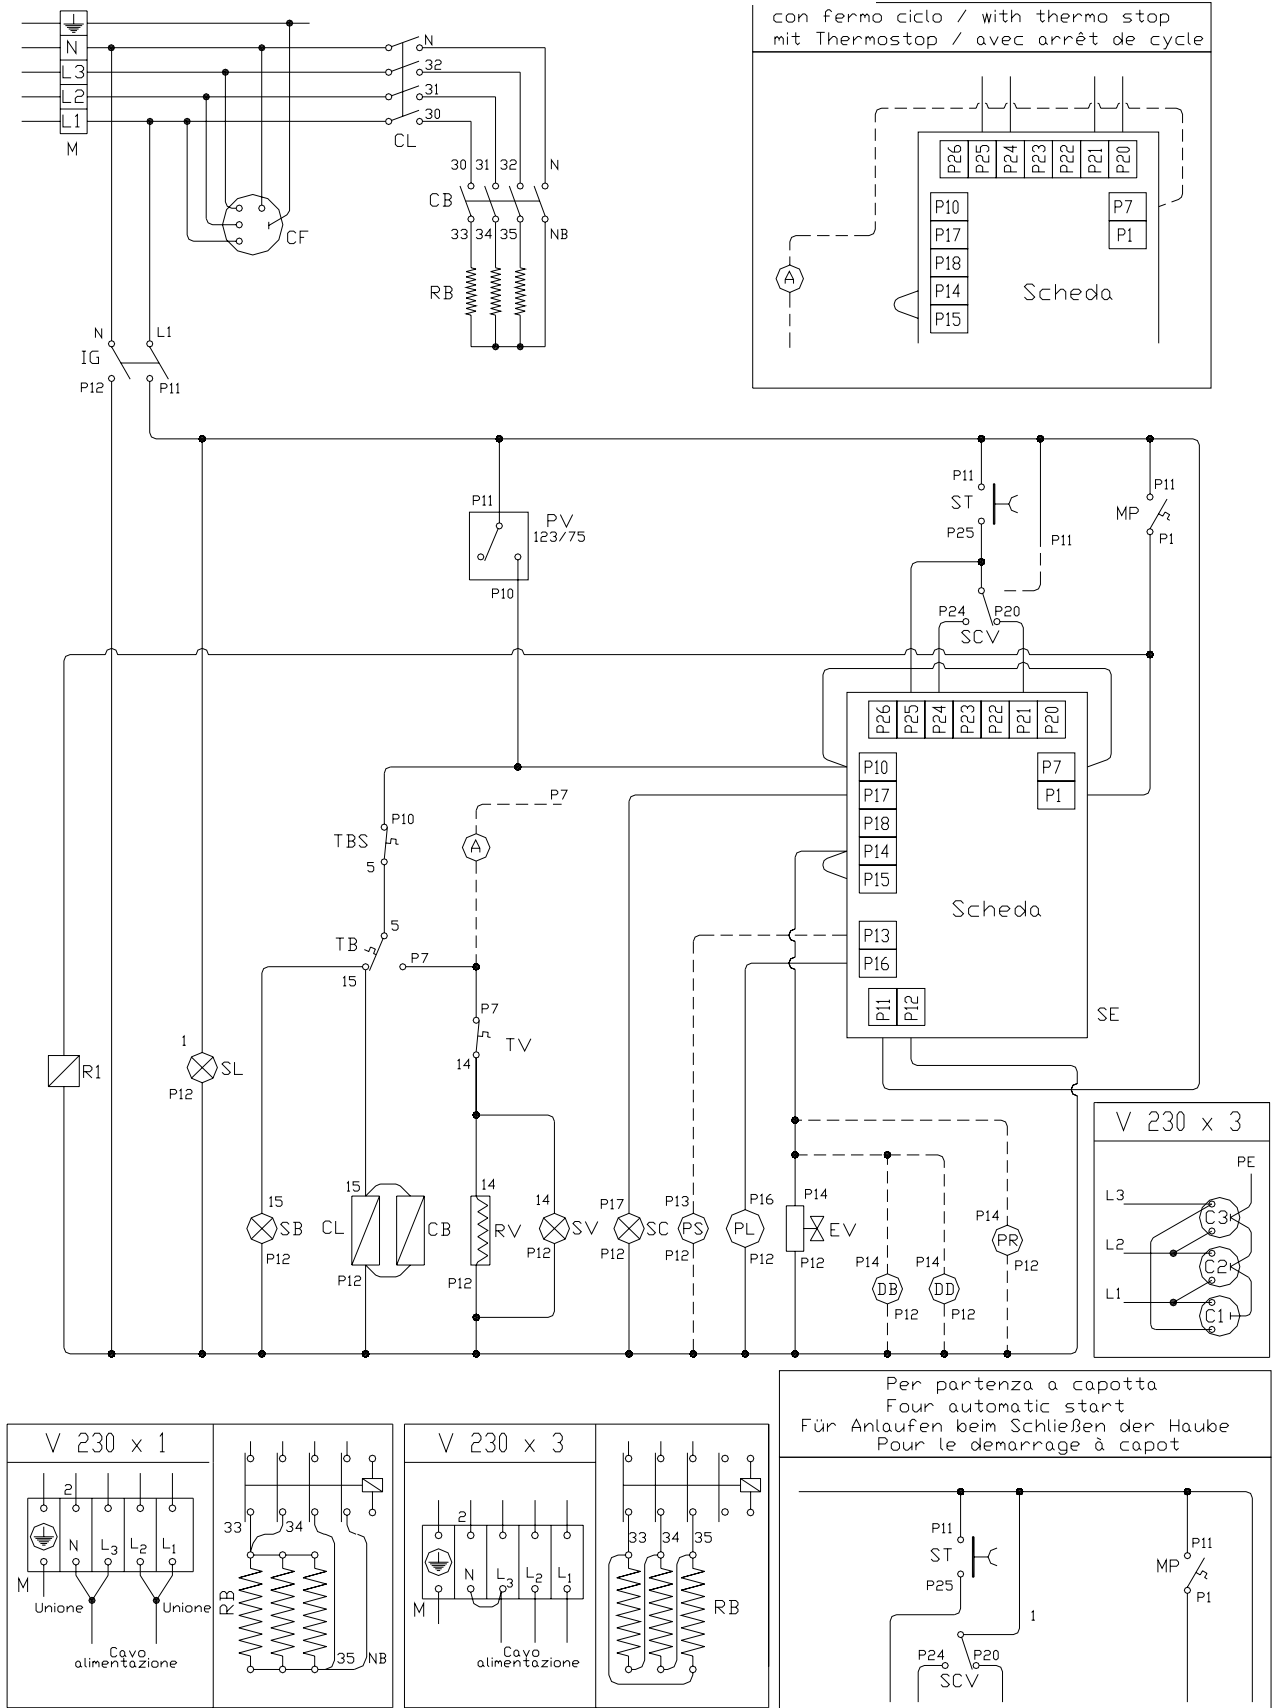 con fermo ciclo / with thermo stop
mit Thermostop / avec arrêt de cycle
N
L3
L2
L1
M
N
32
31
30
CL
30 31 32 N
CB
33 34 35 NB
RB
CF
P26 P25 P24 P23 P22 P21 P20
P10
P17
P18
P14
P15
P7
P1
A
Scheda
N L1
IG
P12 P11
P11
PV
123/75
P10
P11
ST
P25
P11
P11
MP
P1
P24 P20
SCV
P26 P25 P24 P23 P22 P21 P20
P10
P17
P18
P14
P15
P13
P16
P7
P1
Scheda
P11 P12
SE
P7
P10
TBS
5
A
5
TB
15
P7
P7
TV
14
R1
1
SL
P12
15
SB
P12
15
CL CB
P12
14
RV
P12
14
SV
P12
P17
SC
P12
P13
PS
P12
P16
PL
P12
P14
EV
P12
P14
DB
P12
P14
DD
P12
P14
PR
P12
V 230 x 3
PE
L3
C3
L2
C2
L1
C1
V 230 x 1
2
N L3 L2 L1
M
Unione Unione
Cavo
alimentazione
33 34
RB
35 NB
V 230 x 3
2
N L3 L2 L1
M
Cavo
alimentazione
33 34 35
RB
Per partenza a capotta
Four automatic start
Für Anlaufen beim Schließen der Haube
Pour le demarrage à capot
P11
ST
P25
1
P11
MP
P1
P24 P20
SCV